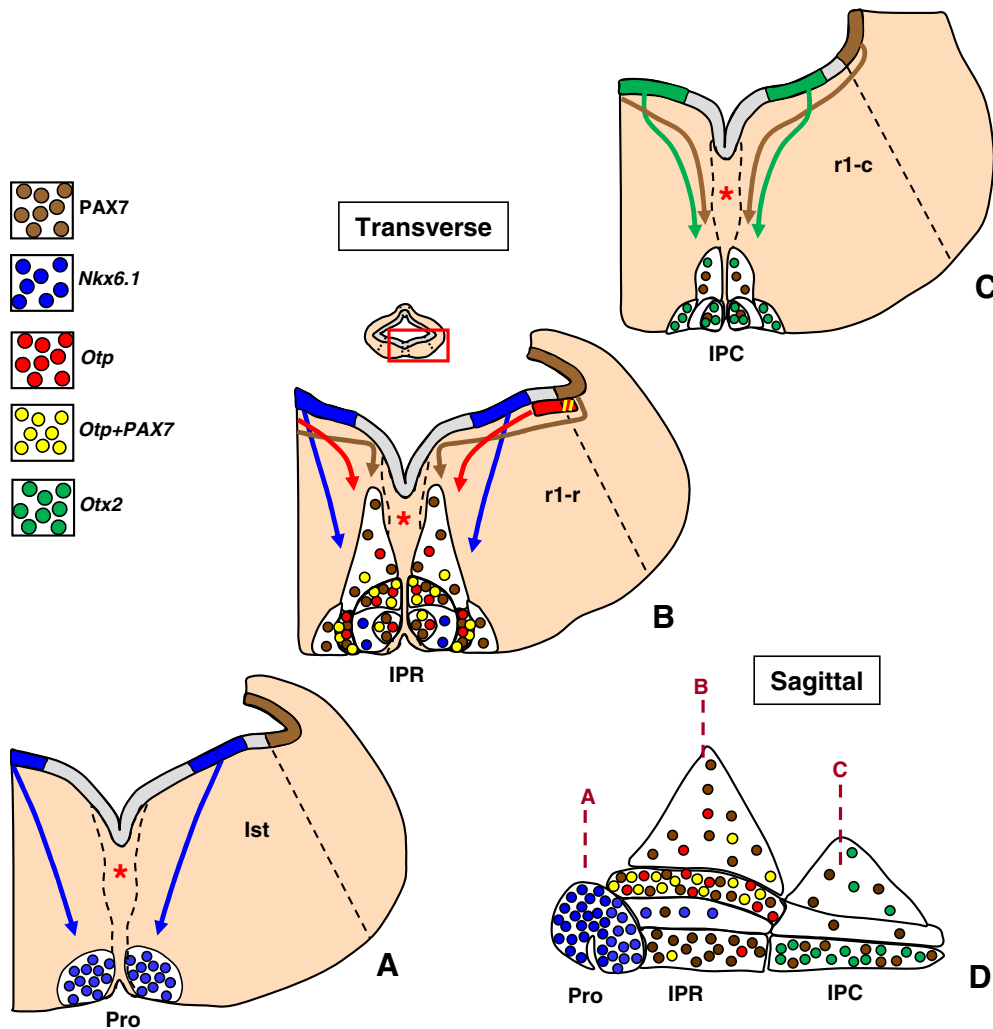 PAX7
Nkx6.1
Otp
Otp+PAX7
Otx2
Transverse
r1-c
*
C
IPC
r1-r
*
B
IPR
Ist
*
A
Pro
Sagittal
B
A
C
D
Pro
IPR
IPC